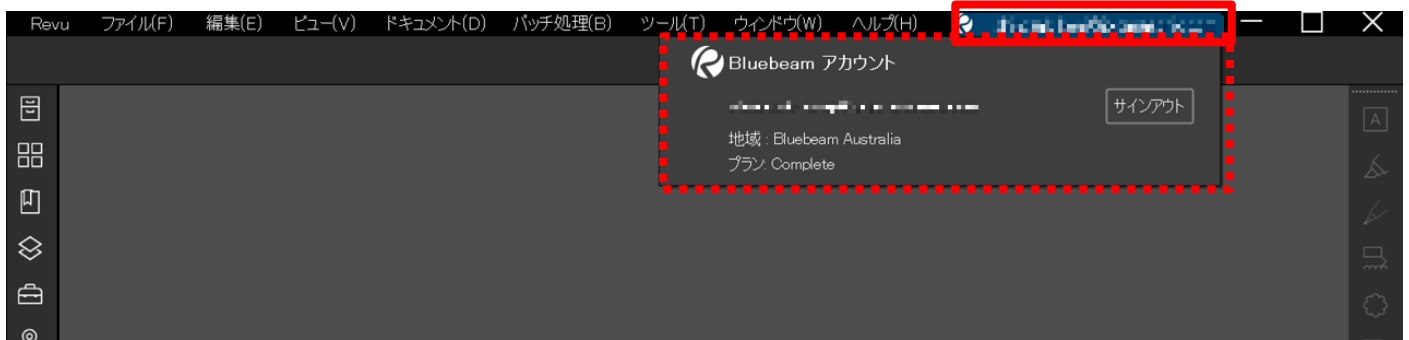 Revu ファイル(F) 編集(E) ビュー(V) ドキュメント(D) バッチ処理(B) ツール(T) ウィンドウ(W) ヘルプ(H)
Bluebeam アカウント
サインアウト
地域 : Bluebeam Australia
プラン: Complete
A